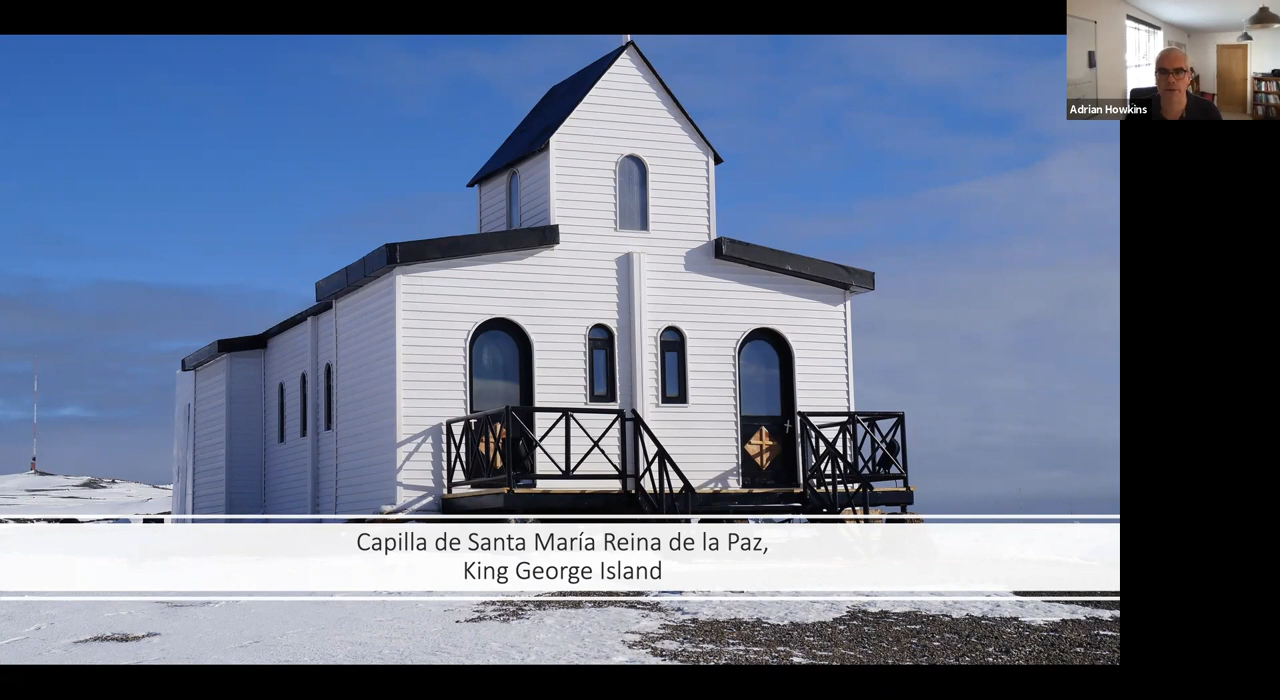 Adrian Howkins
Capilla de Santa María Reina de la Paz,
King George Island